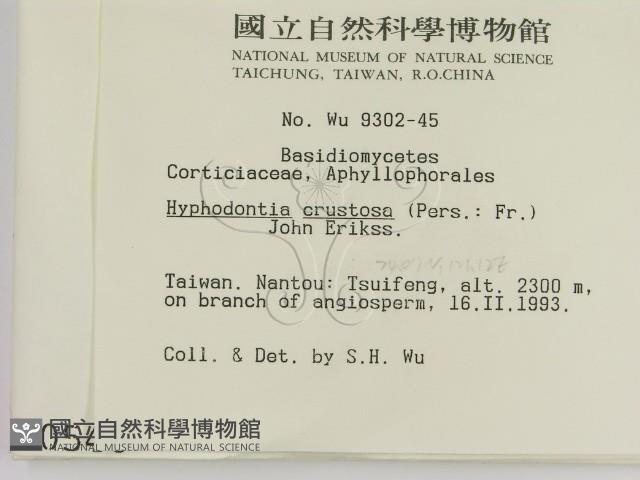 國立自然科學博物館
NATIONAL MUSEUM OF NATURAL SCIENCE
TAICHUNG, TAIWAN, R.O.CHINA
No. Wu 9302-45
Basidiomycetes
Corticiaceae, Aphyllophorales
Hyphodontia crustosa (Pers.: Fr.)
John Erikss.
Taiwan. Nantou: Tsuifeng, alt. 2300 m,
on branch of angiosperm, 16.II.1993.
Coll. & Det. by S.H. Wu
國立自然科學博物館
NATIONAL MUSEUM OF NATURAL SCIENCE